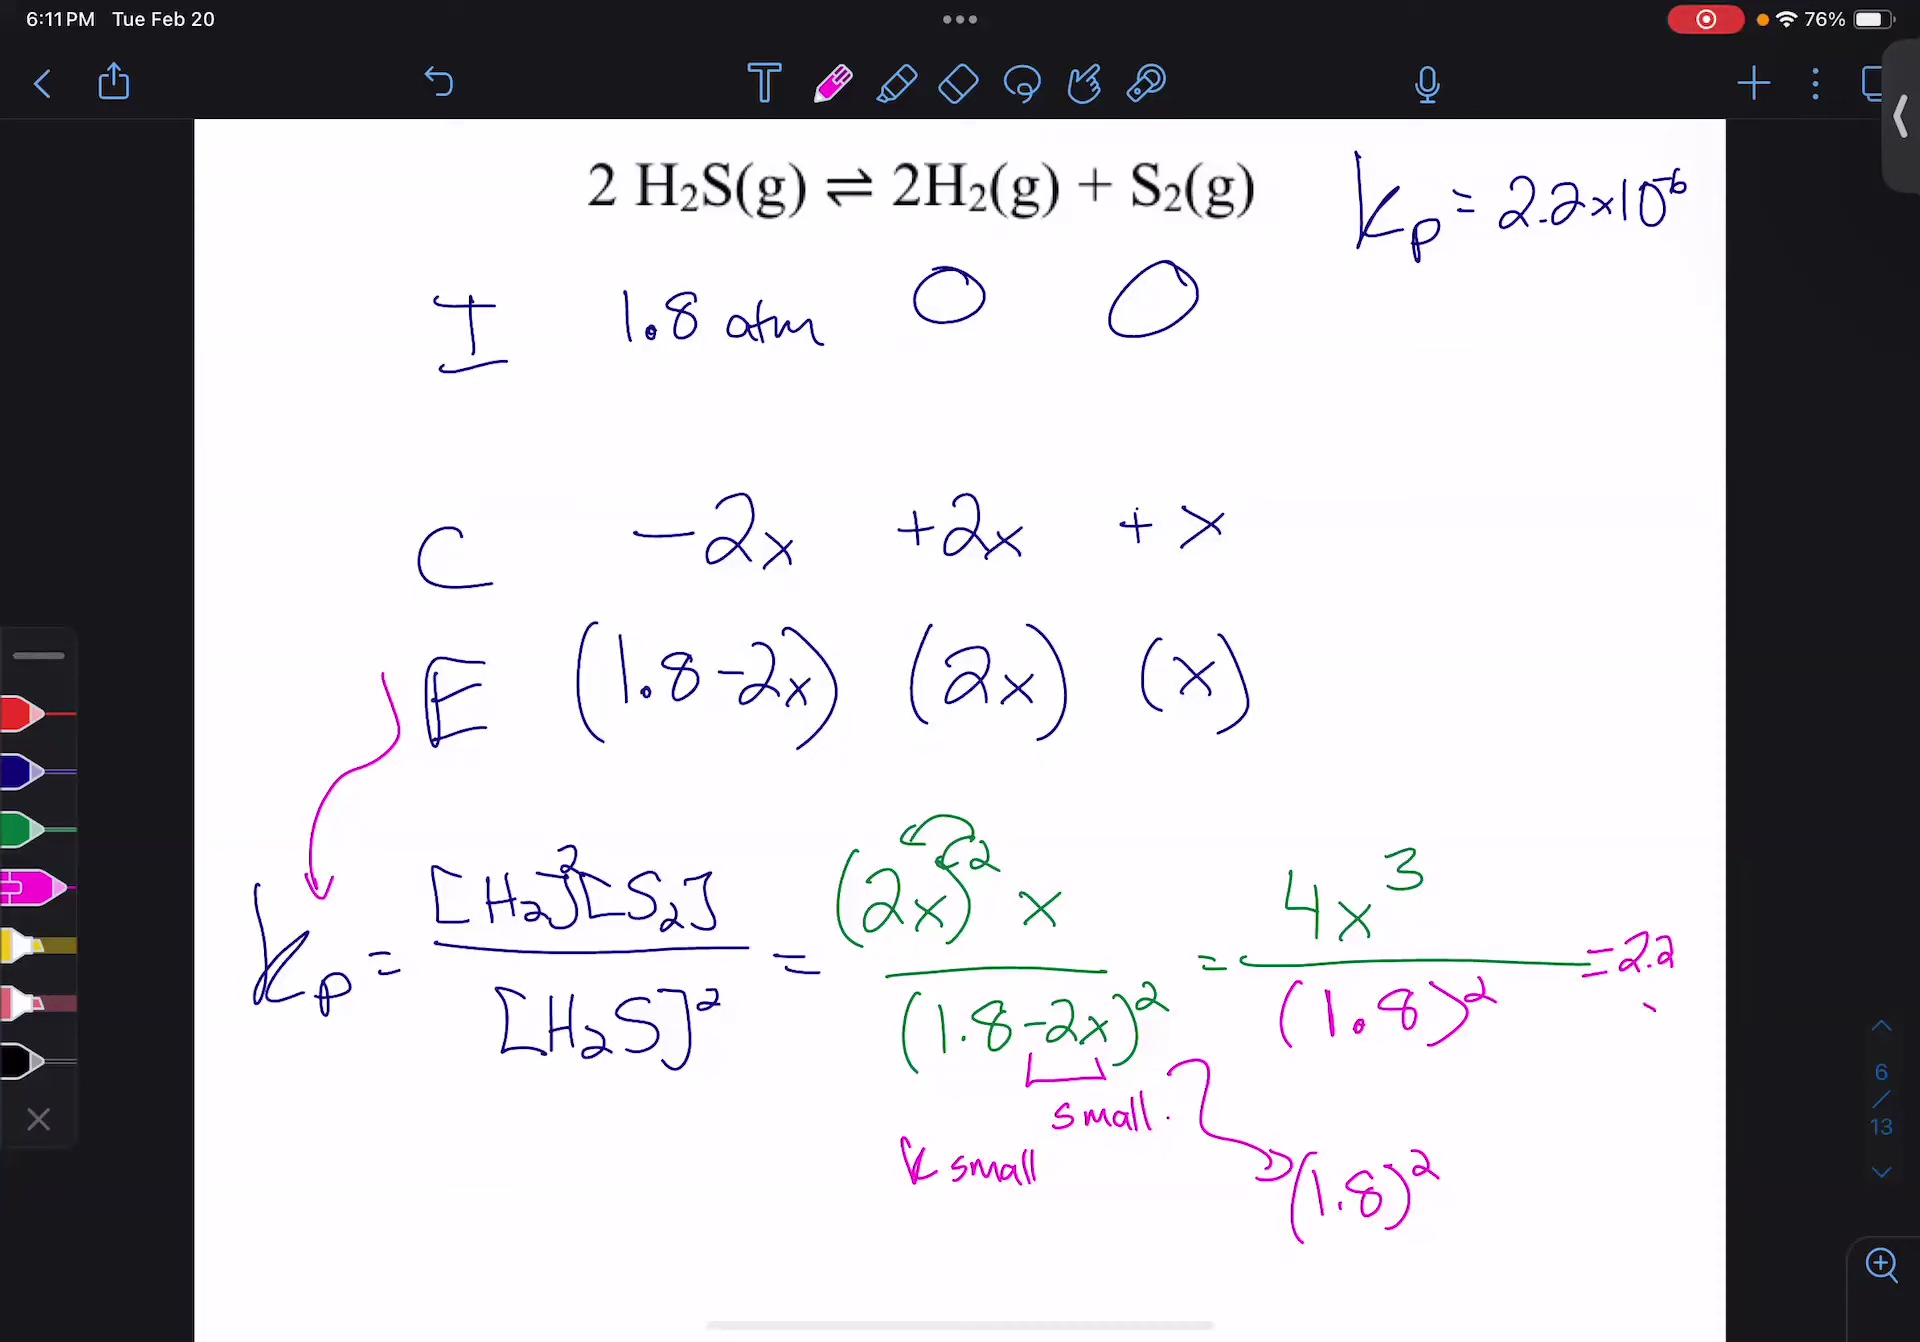 6:11 PM Tue Feb 20
76%
T
2 H₂S(g) ⇌ 2H₂(g) + S₂(g)
Kp = 2.2×10⁻⁶
I 1.8 atm 0 0
C −2x +2x + x
E (1.8−2x) (2x) (x)
Kp = [H₂]²[S₂] / [H₂S]² = (2x)² x / (1.8−2x)² = 4x³ / (1.8)² = 2.2
small.
K small
(1.8)²
6
/
13